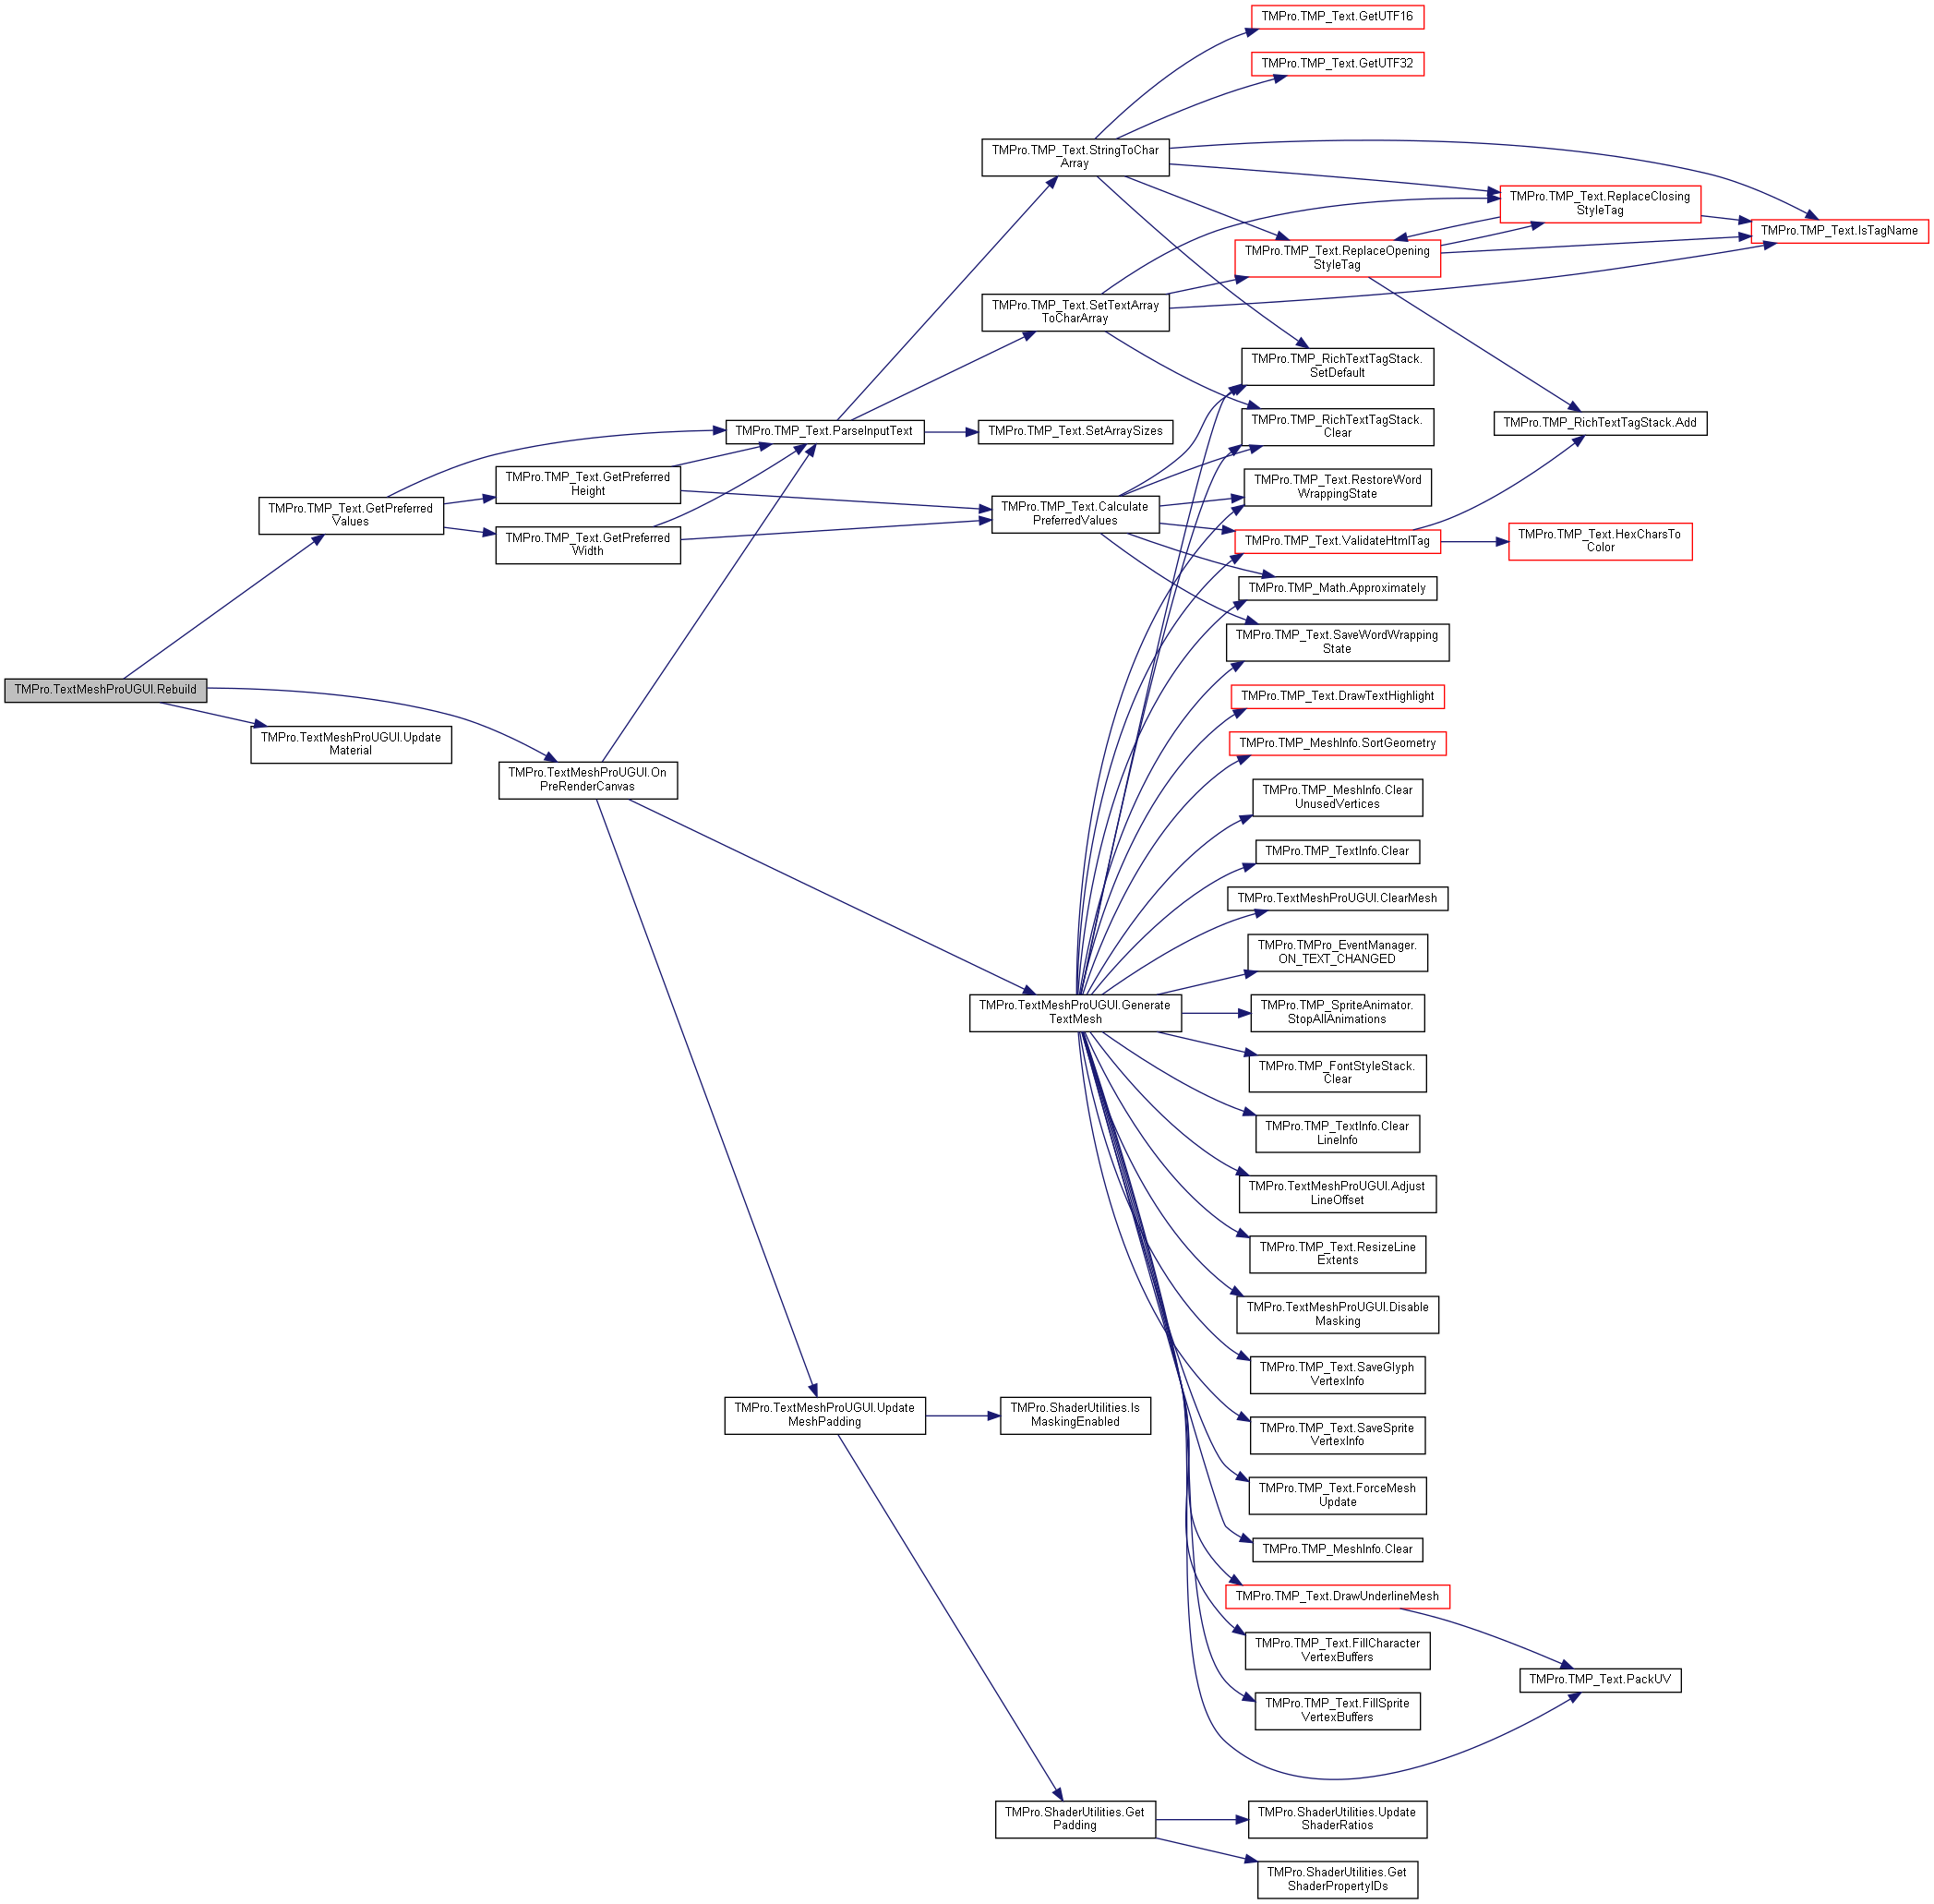 TMPro.TMP_Text.GetUTF16
TMPro.TMP_Text.GetUTF32
TMPro.TMP_Text.StringToChar
Array
TMPro.TMP_Text.ReplaceClosing
StyleTag
TMPro.TMP_Text.IsTagName
TMPro.TMP_Text.ReplaceOpening
StyleTag
TMPro.TMP_Text.SetTextArray
ToCharArray
TMPro.TMP_RichTextTagStack.
SetDefault
TMPro.TMP_RichTextTagStack.
Clear
TMPro.TMP_RichTextTagStack.Add
TMPro.TMP_Text.ParseInputText
TMPro.TMP_Text.SetArraySizes
TMPro.TMP_Text.GetPreferred
Height
TMPro.TMP_Text.RestoreWord
WrappingState
TMPro.TMP_Text.GetPreferred
Values
TMPro.TMP_Text.Calculate
PreferredValues
TMPro.TMP_Text.GetPreferred
Width
TMPro.TMP_Text.ValidateHtmlTag
TMPro.TMP_Text.HexCharsTo
Color
TMPro.TMP_Math.Approximately
TMPro.TMP_Text.SaveWordWrapping
State
TMPro.TextMeshProUGUI.Rebuild
TMPro.TMP_Text.DrawTextHighlight
TMPro.TextMeshProUGUI.Update
Material
TMPro.TMP_MeshInfo.SortGeometry
TMPro.TextMeshProUGUI.On
PreRenderCanvas
TMPro.TMP_MeshInfo.Clear
UnusedVertices
TMPro.TMP_TextInfo.Clear
TMPro.TextMeshProUGUI.ClearMesh
TMPro.TMPro_EventManager.
ON_TEXT_CHANGED
TMPro.TextMeshProUGUI.Generate
TextMesh
TMPro.TMP_SpriteAnimator.
StopAllAnimations
TMPro.TMP_FontStyleStack.
Clear
TMPro.TMP_TextInfo.Clear
LineInfo
TMPro.TextMeshProUGUI.Adjust
LineOffset
TMPro.TMP_Text.ResizeLine
Extents
TMPro.TextMeshProUGUI.Disable
Masking
TMPro.TMP_Text.SaveGlyph
VertexInfo
TMPro.TextMeshProUGUI.Update
MeshPadding
TMPro.ShaderUtilities.Is
MaskingEnabled
TMPro.TMP_Text.SaveSprite
VertexInfo
TMPro.TMP_Text.ForceMesh
Update
TMPro.TMP_MeshInfo.Clear
TMPro.TMP_Text.DrawUnderlineMesh
TMPro.TMP_Text.FillCharacter
VertexBuffers
TMPro.TMP_Text.PackUV
TMPro.TMP_Text.FillSprite
VertexBuffers
TMPro.ShaderUtilities.Get
Padding
TMPro.ShaderUtilities.Update
ShaderRatios
TMPro.ShaderUtilities.Get
ShaderPropertyIDs